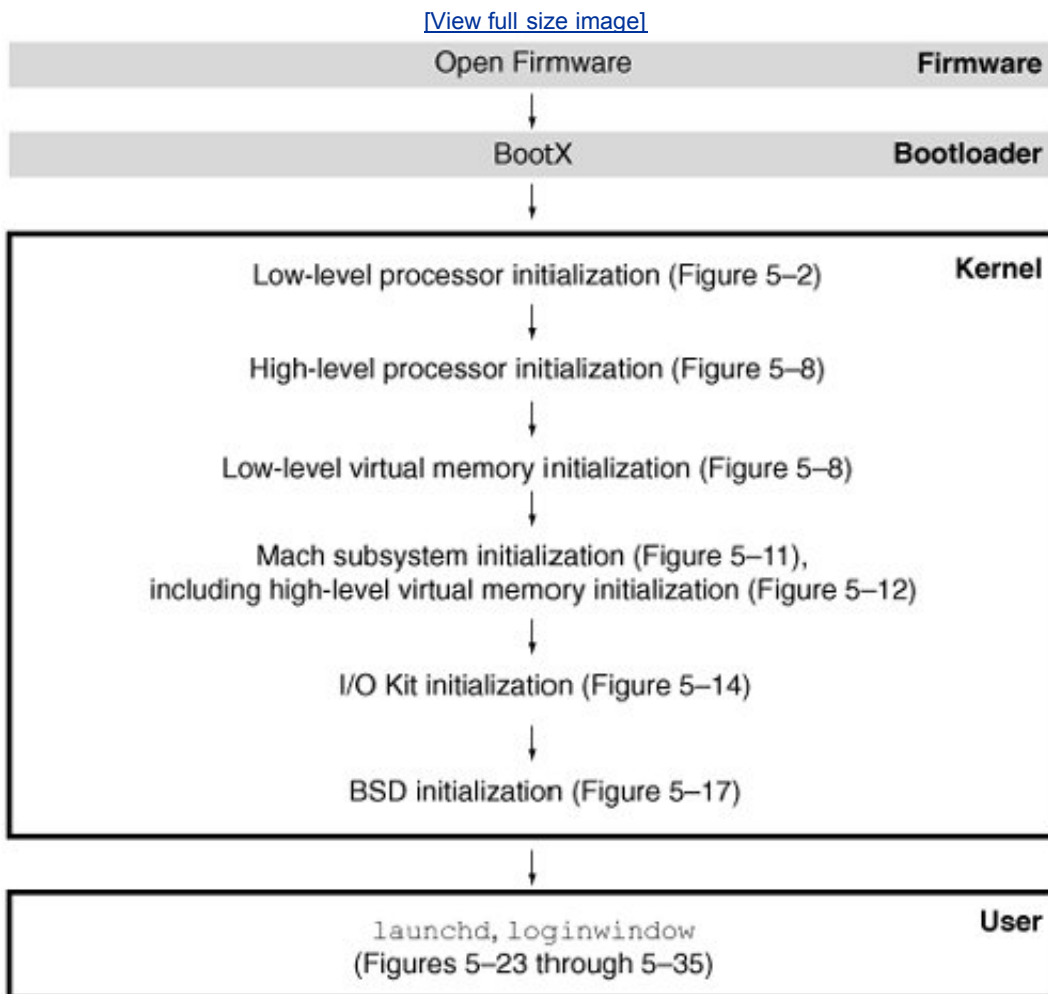 [View full size image]
Open Firmware Firmware
BootX Bootloader
Kernel
Low-level processor initialization (Figure 5–2)
High-level processor initialization (Figure 5–8)
Low-level virtual memory initialization (Figure 5–8)
Mach subsystem initialization (Figure 5–11),
including high-level virtual memory initialization (Figure 5–12)
I/O Kit initialization (Figure 5–14)
BSD initialization (Figure 5–17)
User
launchd, loginwindow
(Figures 5–23 through 5–35)